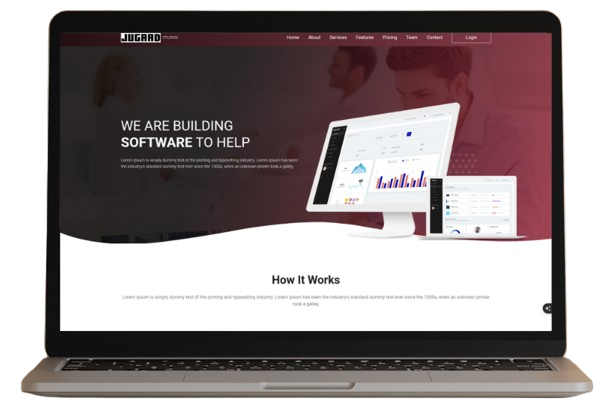 JUGARD STUDIOS Home About Services Features Pricing Team Contact Login
WE ARE BUILDING
SOFTWARE TO HELP
Lorem Ipsum is simply dummy text of the printing and typesetting industry. Lorem Ipsum has been
the industry's standard dummy text ever since the 1500s, when an unknown printer took a galley.
How It Works
Lorem Ipsum is simply dummy text of the printing and typesetting industry. Lorem Ipsum has been the industry's standard dummy text ever since the 1500s, when an unknown printer
took a galley.